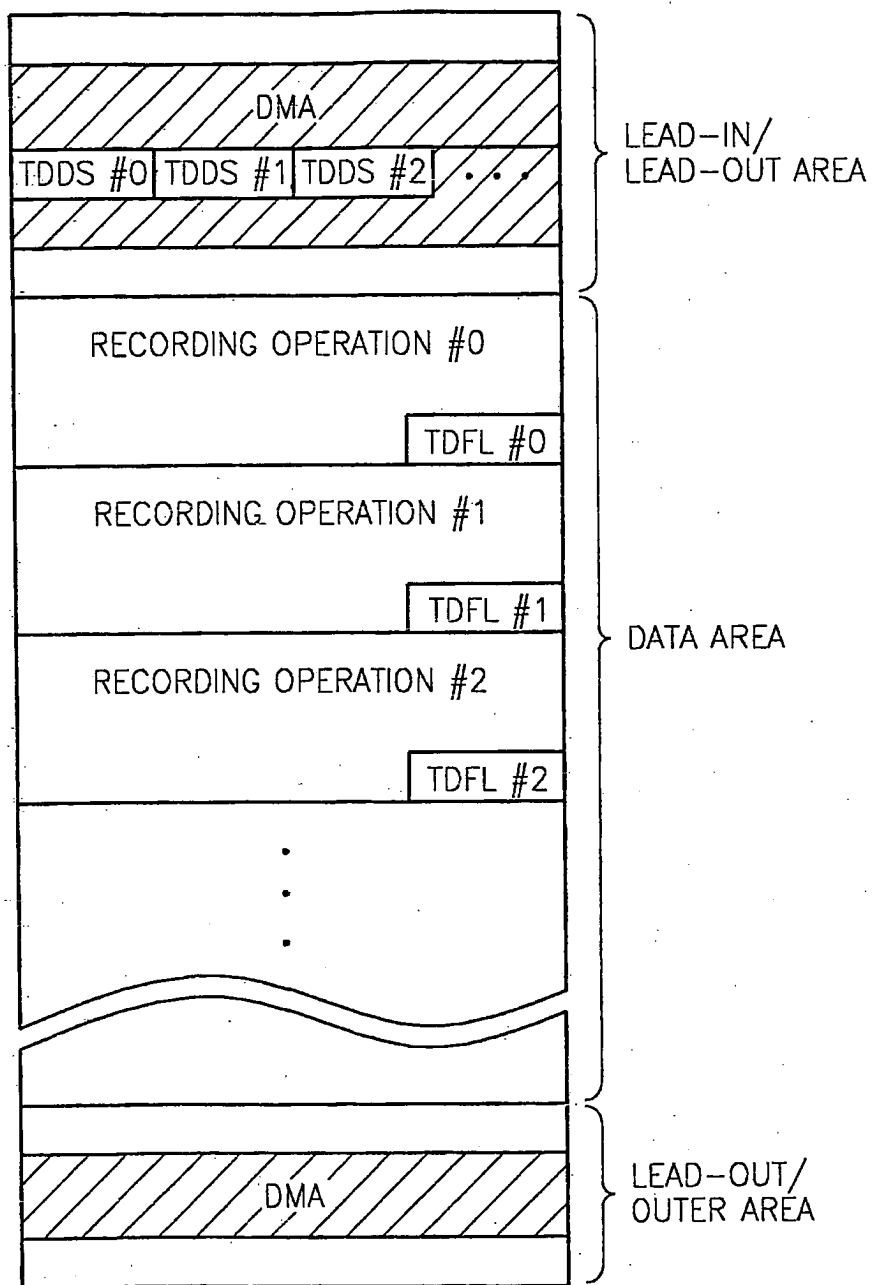 DMA
TDDS #0 TDDS #1 TDDS #2 ...
LEAD-IN/
LEAD-OUT AREA
RECORDING OPERATION #0
TDFL #0
RECORDING OPERATION #1
TDFL #1
DATA AREA
RECORDING OPERATION #2
TDFL #2
DMA
LEAD-OUT/
OUTER AREA